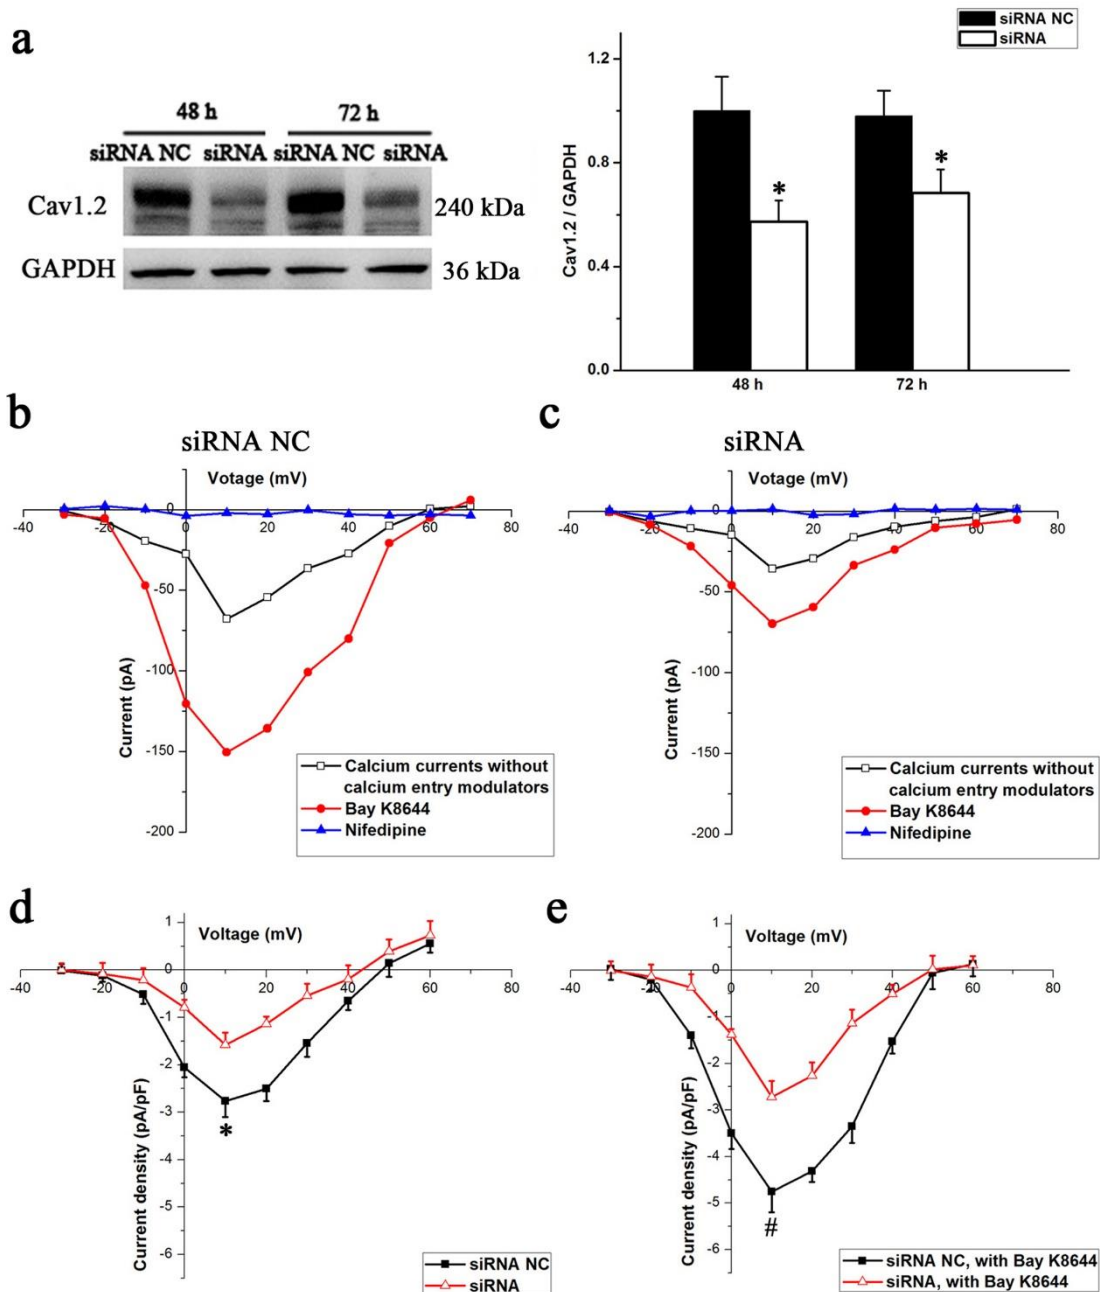 a
48 h 72 h
siRNA NC siRNA siRNA NC siRNA
Cav1.2 240 kDa
GAPDH 36 kDa
siRNA NC
siRNA
Cav1.2 / GAPDH
1.2
0.8
0.4
0.0
48 h 72 h
*
*
b
siRNA NC
Votage (mV)
-40 -20 0 20 40 60 80
0
-50
-100
-150
-200
Current (pA)
Calcium currents without
calcium entry modulators
Bay K8644
Nifedipine
c
siRNA
Votage (mV)
-40 -20 0 20 40 60 80
0
-50
-100
-150
-200
Current (pA)
Calcium currents without
calcium entry modulators
Bay K8644
Nifedipine
d
Voltage (mV)
-40 -20 0 20 40 60 80
1
0
-1
-2
-3
-4
-5
-6
Current density (pA/pF)
*
siRNA NC
siRNA
e
Voltage (mV)
-40 -20 0 20 40 60 80
1
0
-1
-2
-3
-4
-5
-6
Current density (pA/pF)
#
siRNA NC, with Bay K8644
siRNA, with Bay K8644